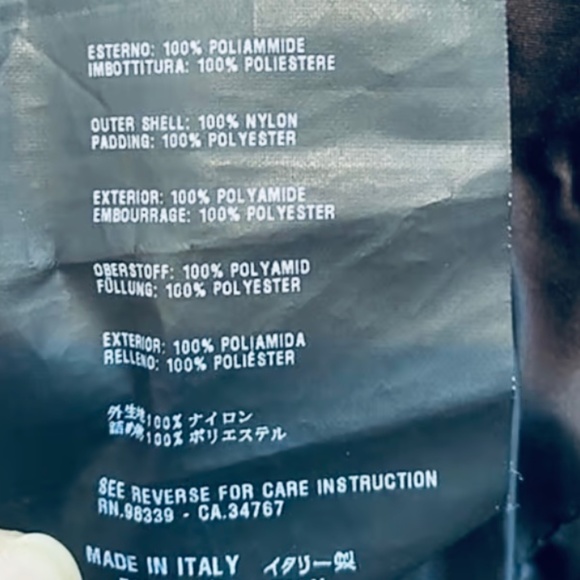 ESTERNO: 100% POLIAMMIDE
IMBOTTITURA: 100% POLIESTERE
OUTER SHELL: 100% NYLON
PADDING: 100% POLYESTER
EXTERIOR: 100% POLYAMIDE
EMBOURRAGE: 100% POLYESTER
OBERSTOFF: 100% POLYAMID
FÜLLUNG: 100% POLYESTER
EXTERIOR: 100% POLIAMIDA
RELLENO: 100% POLIÉSTER
外生地100% ナイロン
詰め物100% ポリエステル
SEE REVERSE FOR CARE INSTRUCTION
RN.98339 - CA.34767
MADE IN ITALY イタリー製